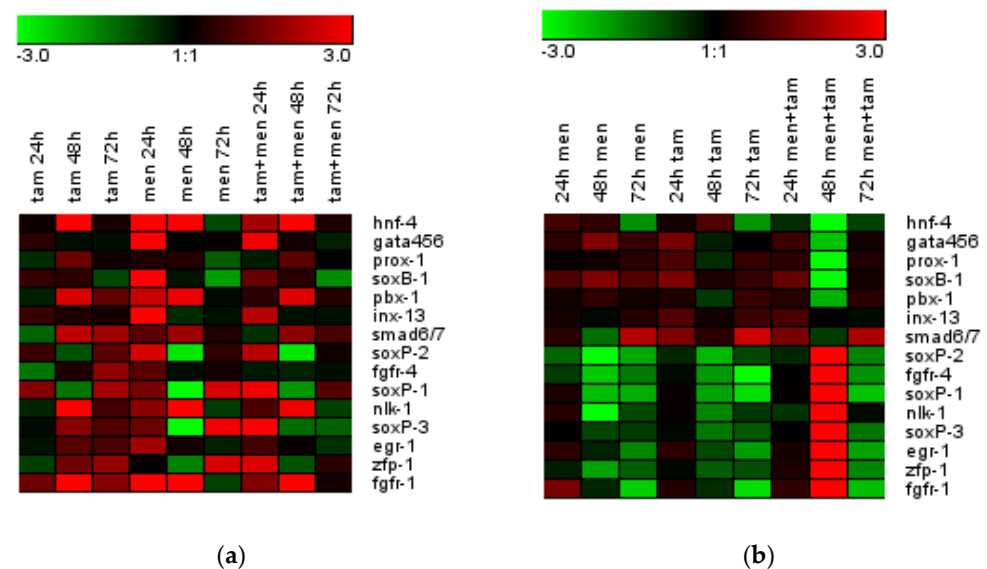 -3.0 1:1 3.0
tam 24h
tam 48h
tam 72h
men 24h
men 48h
men 72h
tam+men 24h
tam+men 48h
tam+men 72h
hnf-4
gata456
prox-1
soxB-1
pbx-1
inx-13
smad6/7
soxP-2
fgfr-4
soxP-1
nlk-1
soxP-3
egr-1
zfp-1
fgfr-1
(a)
-3.0 1:1 3.0
24h men
48h men
72h men
24h tam
48h tam
72h tam
24h men+tam
48h men+tam
72h men+tam
hnf-4
gata456
prox-1
soxB-1
pbx-1
inx-13
smad6/7
soxP-2
fgfr-4
soxP-1
nlk-1
soxP-3
egr-1
zfp-1
fgfr-1
(b)